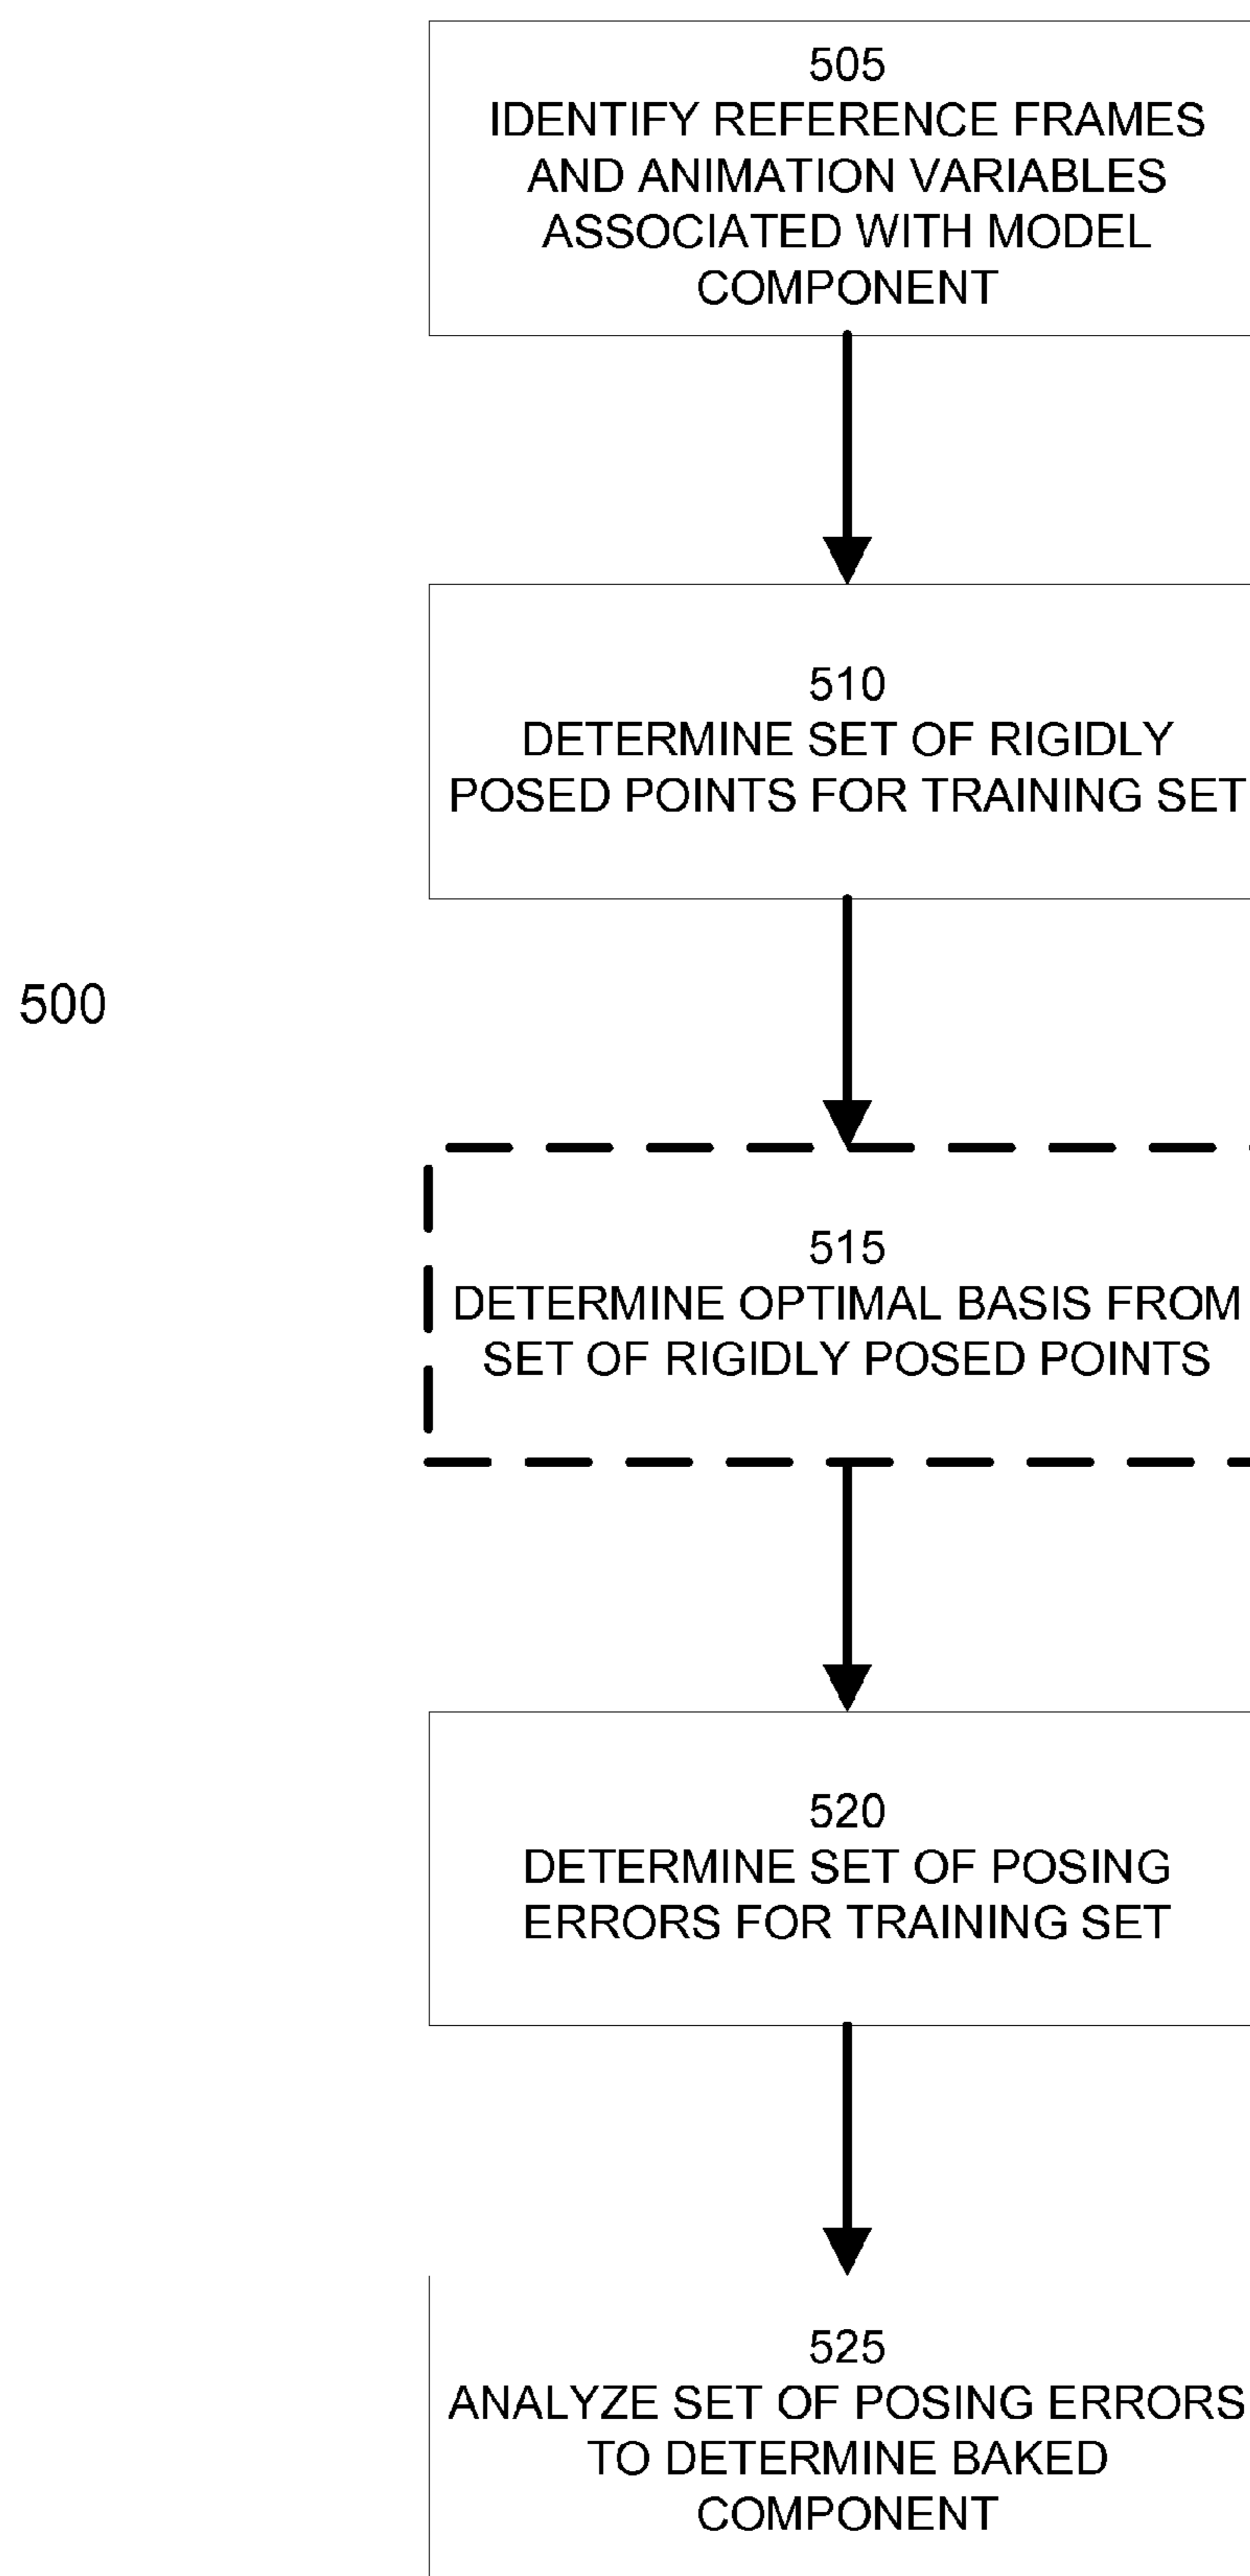 505
IDENTIFY REFERENCE FRAMES
AND ANIMATION VARIABLES
ASSOCIATED WITH MODEL
COMPONENT
510
DETERMINE SET OF RIGIDLY
POSED POINTS FOR TRAINING SET
500
515
DETERMINE OPTIMAL BASIS FROM
SET OF RIGIDLY POSED POINTS
520
DETERMINE SET OF POSING
ERRORS FOR TRAINING SET
525
ANALYZE SET OF POSING ERRORS
TO DETERMINE BAKED
COMPONENT